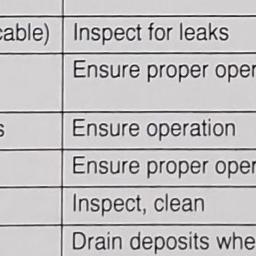 cable) Inspect for leaks
Ensure proper oper
s Ensure operation
Ensure proper oper
Inspect, clean
Drain deposits whe